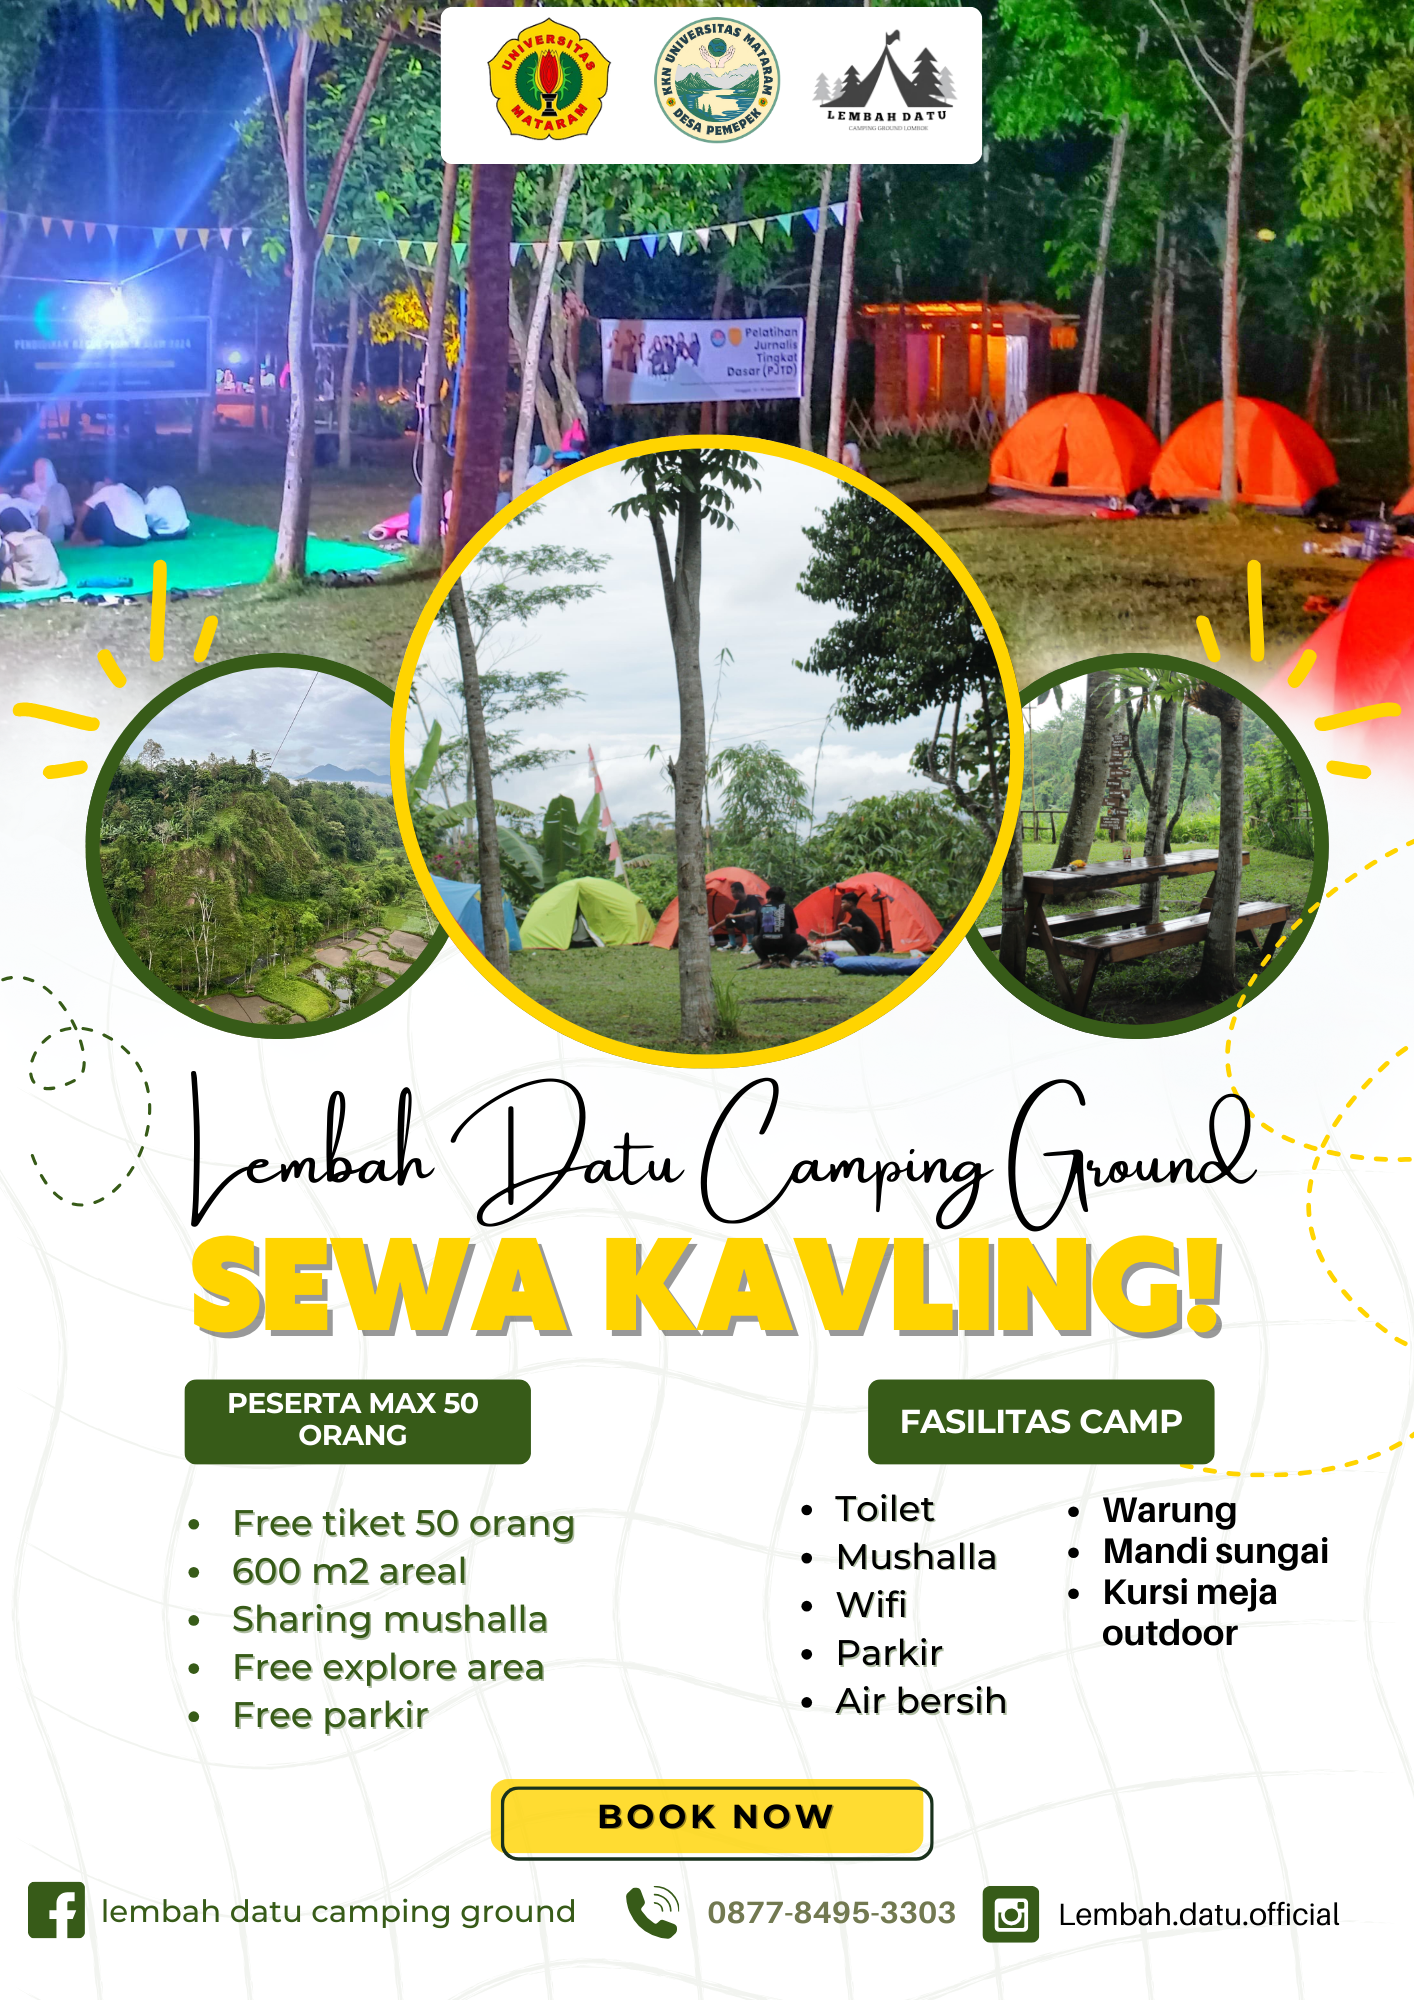 UNIVERSITAS
MATARAM
KKN UNIVERSITAS MATARAM
DESA PEMEPEK
LEMBAH DATU
CAMPING GROUND LOMBOK
Pelatihan
Jurnalis
Tingkat
Dasar (PJTD)
Lembah Datu Camping Ground
SEWA KAVLING!
PESERTA MAX 50
ORANG
• Free tiket 50 orang
• 600 m2 areal
• Sharing mushalla
• Free explore area
• Free parkir
FASILITAS CAMP
• Toilet
• Mushalla
• Wifi
• Parkir
• Air bersih
• Warung
• Mandi sungai
• Kursi meja
outdoor
BOOK NOW
lembah datu camping ground
0877-8495-3303
Lembah.datu.official